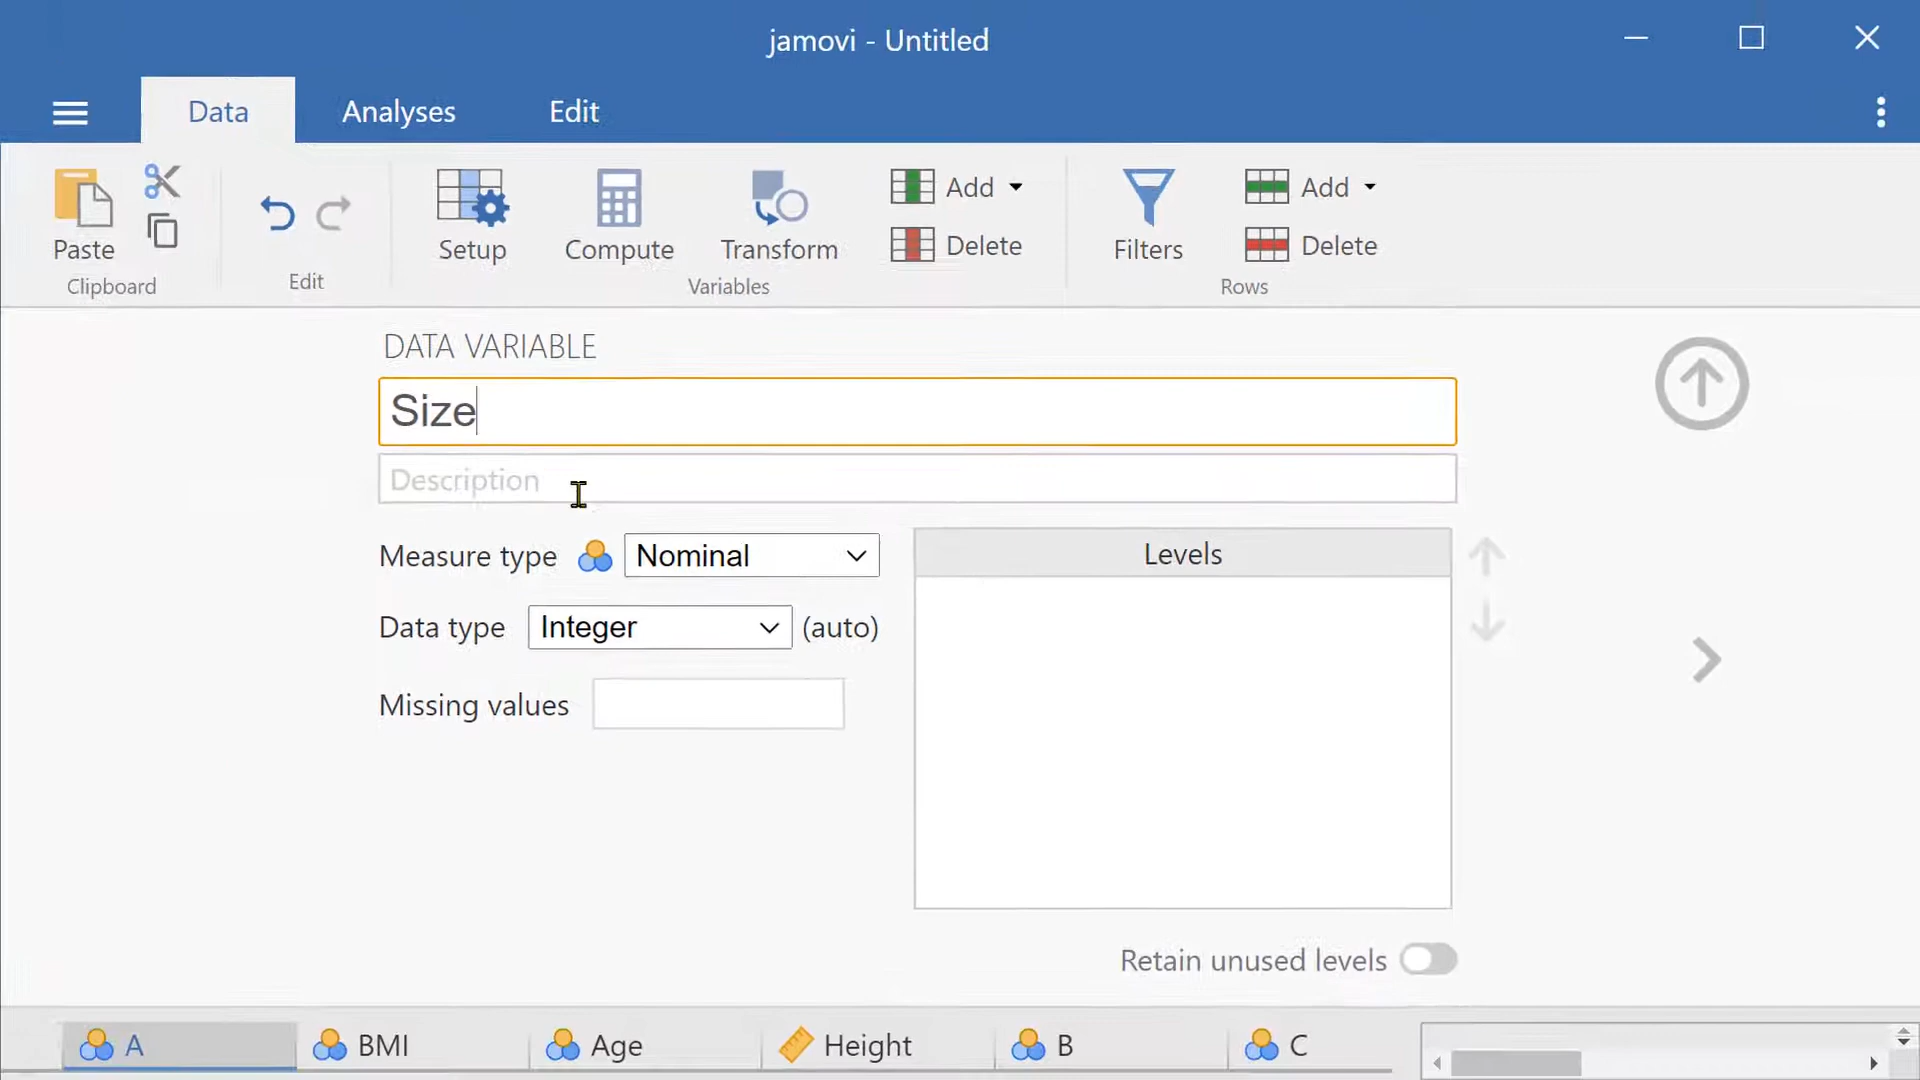 jamovi - Untitled
Data Analyses Edit
Paste
Clipboard
Edit
Setup
Compute
Transform
Add
Delete
Variables
Filters
Add
Delete
Rows
DATA VARIABLE
Size
Description
Measure type Nominal
Data type Integer (auto)
Missing values
Levels
Retain unused levels
A BMI Age Height B C